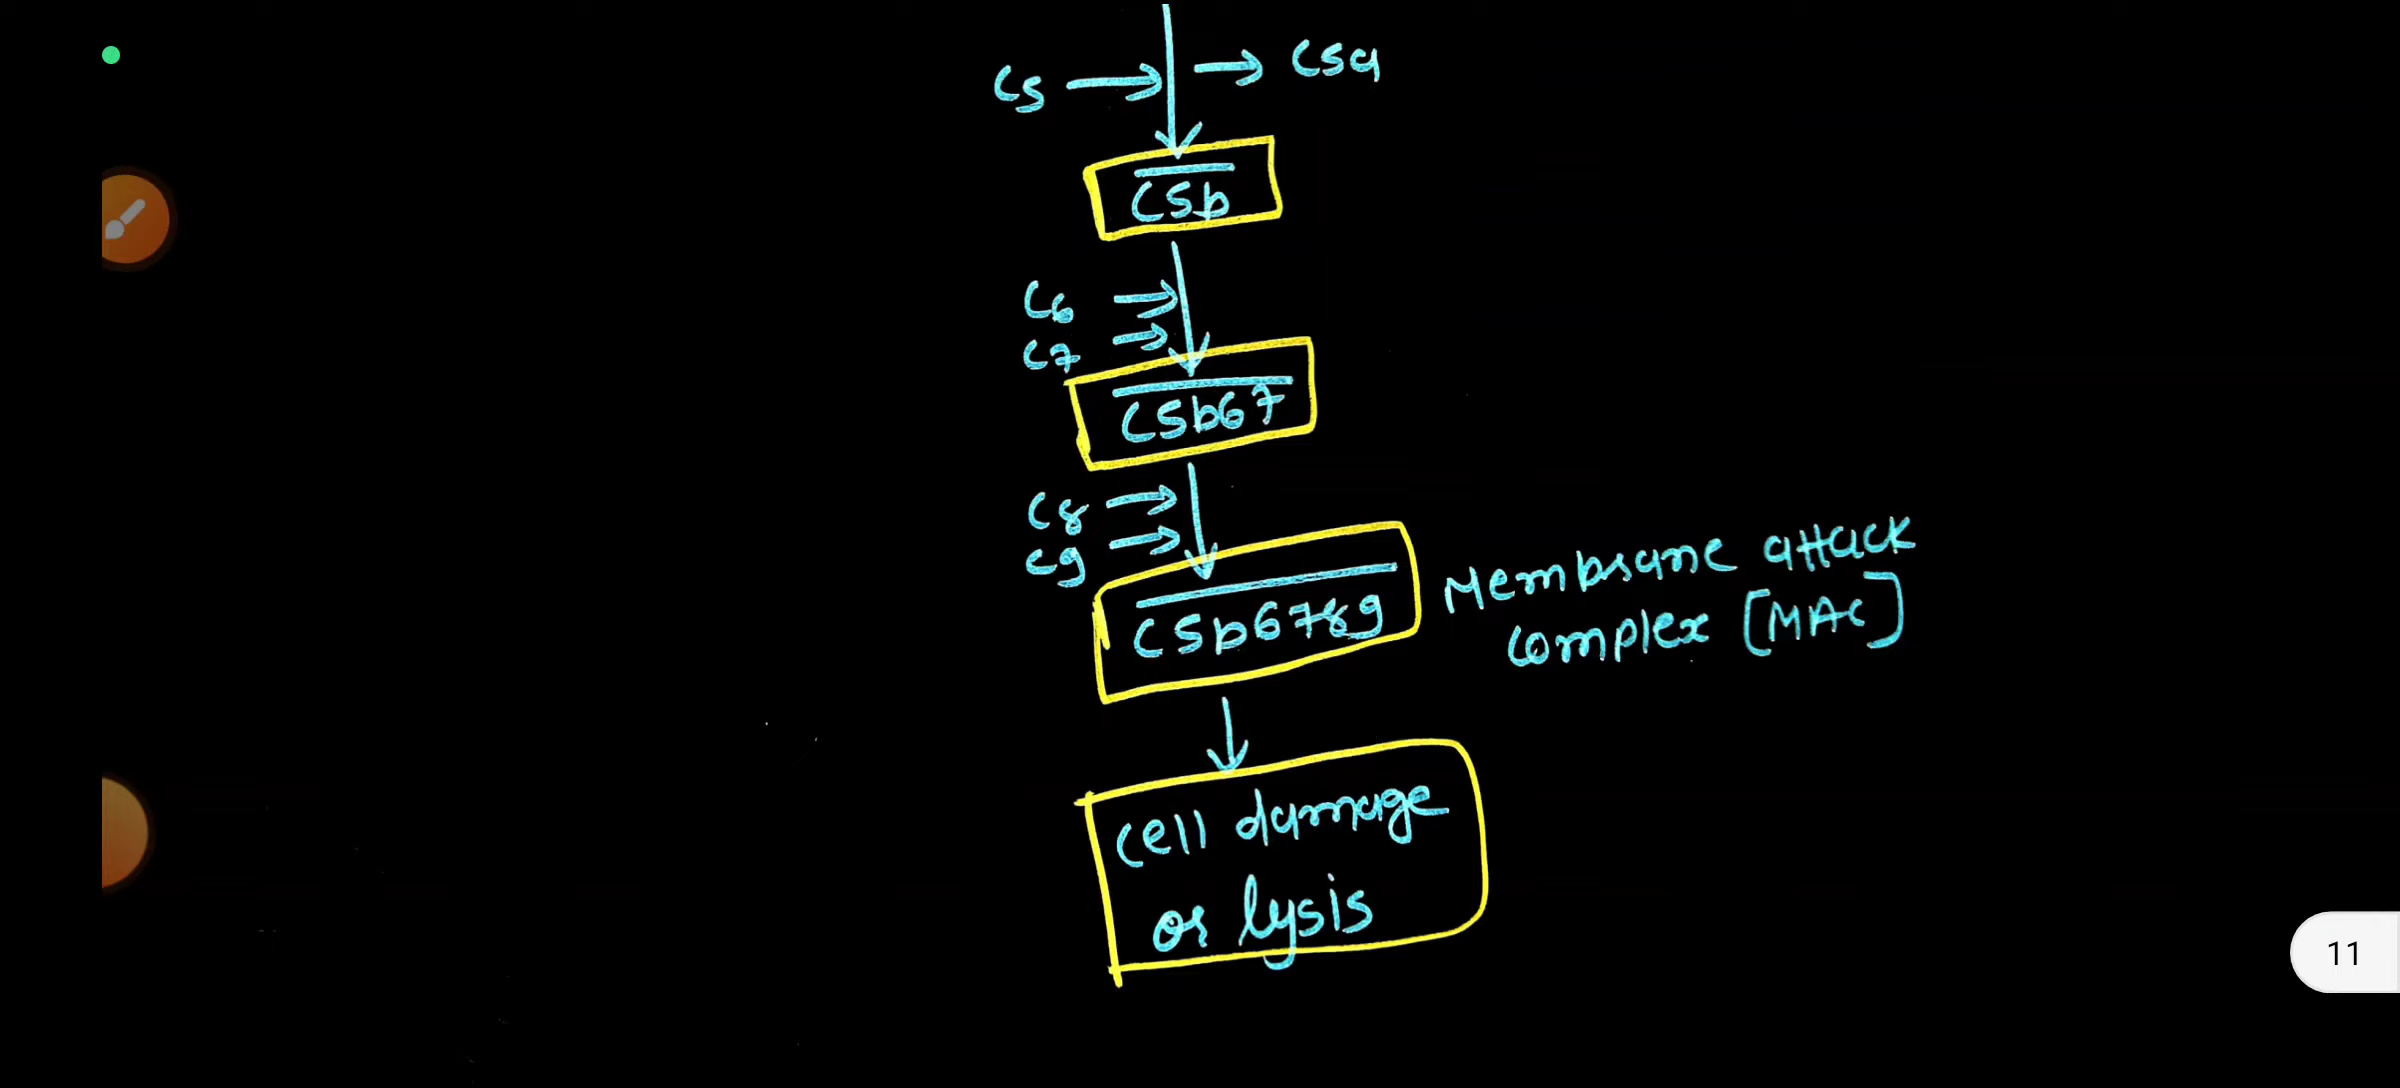 C5 → → C5a
C5b
C6
C7
C5b67
C8
C9
C5b6789
Membrane attack
complex [MAC]
cell damage
or lysis
11